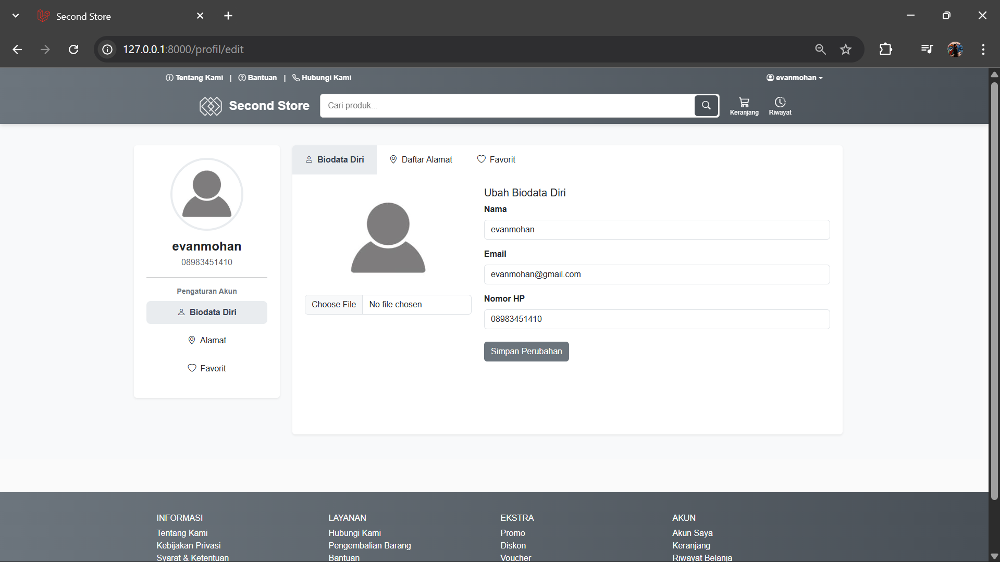 Second Store
127.0.0.1:8000/profil/edit
Tentang Kami | Bantuan | Hubungi Kami
evanmohan
Second Store
Cari produk...
Keranjang
Riwayat
evanmohan
08983451410
Pengaturan Akun
Biodata Diri
Alamat
Favorit
Biodata Diri
Daftar Alamat
Favorit
Choose File
No file chosen
Ubah Biodata Diri
Nama
evanmohan
Email
evanmohan@gmail.com
Nomor HP
08983451410
Simpan Perubahan
INFORMASI
Tentang Kami
Kebijakan Privasi
Syarat & Ketentuan
LAYANAN
Hubungi Kami
Pengembalian Barang
Bantuan
EKSTRA
Promo
Diskon
Voucher
AKUN
Akun Saya
Keranjang
Riwayat Belanja